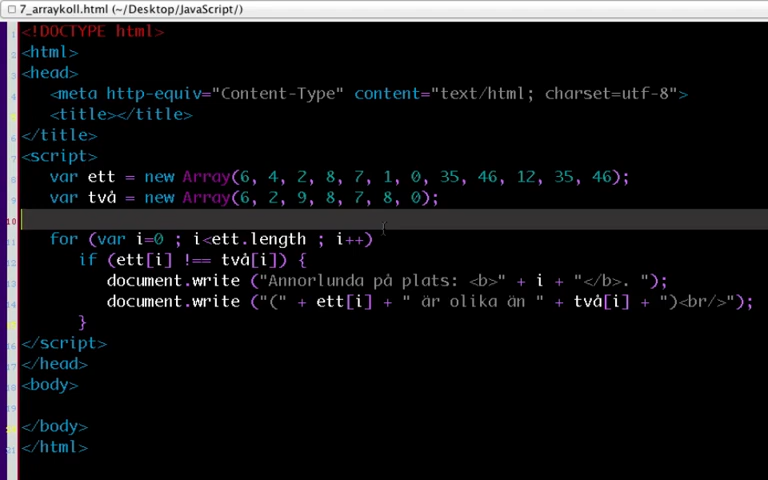 7_arraykoll.html (~/Desktop/JavaScript/)
1 <!DOCTYPE html>
2 <html>
3 <head>
4 <meta http-equiv="Content-Type" content="text/html; charset=utf-8">
5 <title></title>
6 </title>
7 <script>
8 var ett = new Array(6, 4, 2, 8, 7, 1, 0, 35, 46, 12, 35, 46);
9 var två = new Array(6, 2, 9, 8, 7, 8, 0);
10
11 for (var i=0 ; i<ett.length ; i++)
12 if (ett[i] !== två[i]) {
13 document.write ("Annorlunda på plats: <b>" + i + "</b>. ");
14 document.write ("(" + ett[i] + " är olika än " + två[i] + ")<br/>");
15 }
16 </script>
17 </head>
18 <body>
19
20 </body>
21 </html>